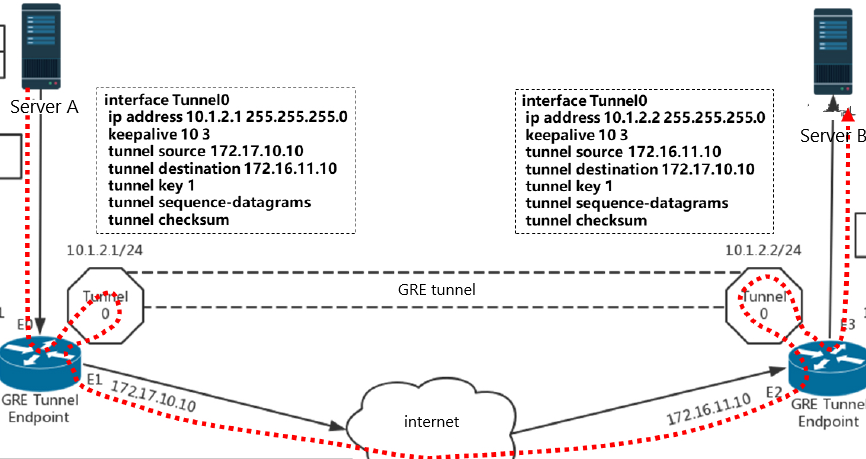 Server A
interface Tunnel0
ip address 10.1.2.1 255.255.255.0
keepalive 10 3
tunnel source 172.17.10.10
tunnel destination 172.16.11.10
tunnel key 1
tunnel sequence-datagrams
tunnel checksum
interface Tunnel0
ip address 10.1.2.2 255.255.255.0
keepalive 10 3
tunnel source 172.16.11.10
tunnel destination 172.17.10.10
tunnel key 1
tunnel sequence-datagrams
tunnel checksum
Server B
10.1.2.1/24
10.1.2.2/24
Tunnel
0
GRE tunnel
Tunnel
0
E0
E3
E1
172.17.10.10
GRE Tunnel
Endpoint
internet
172.16.11.10
E2
GRE Tunnel
Endpoint